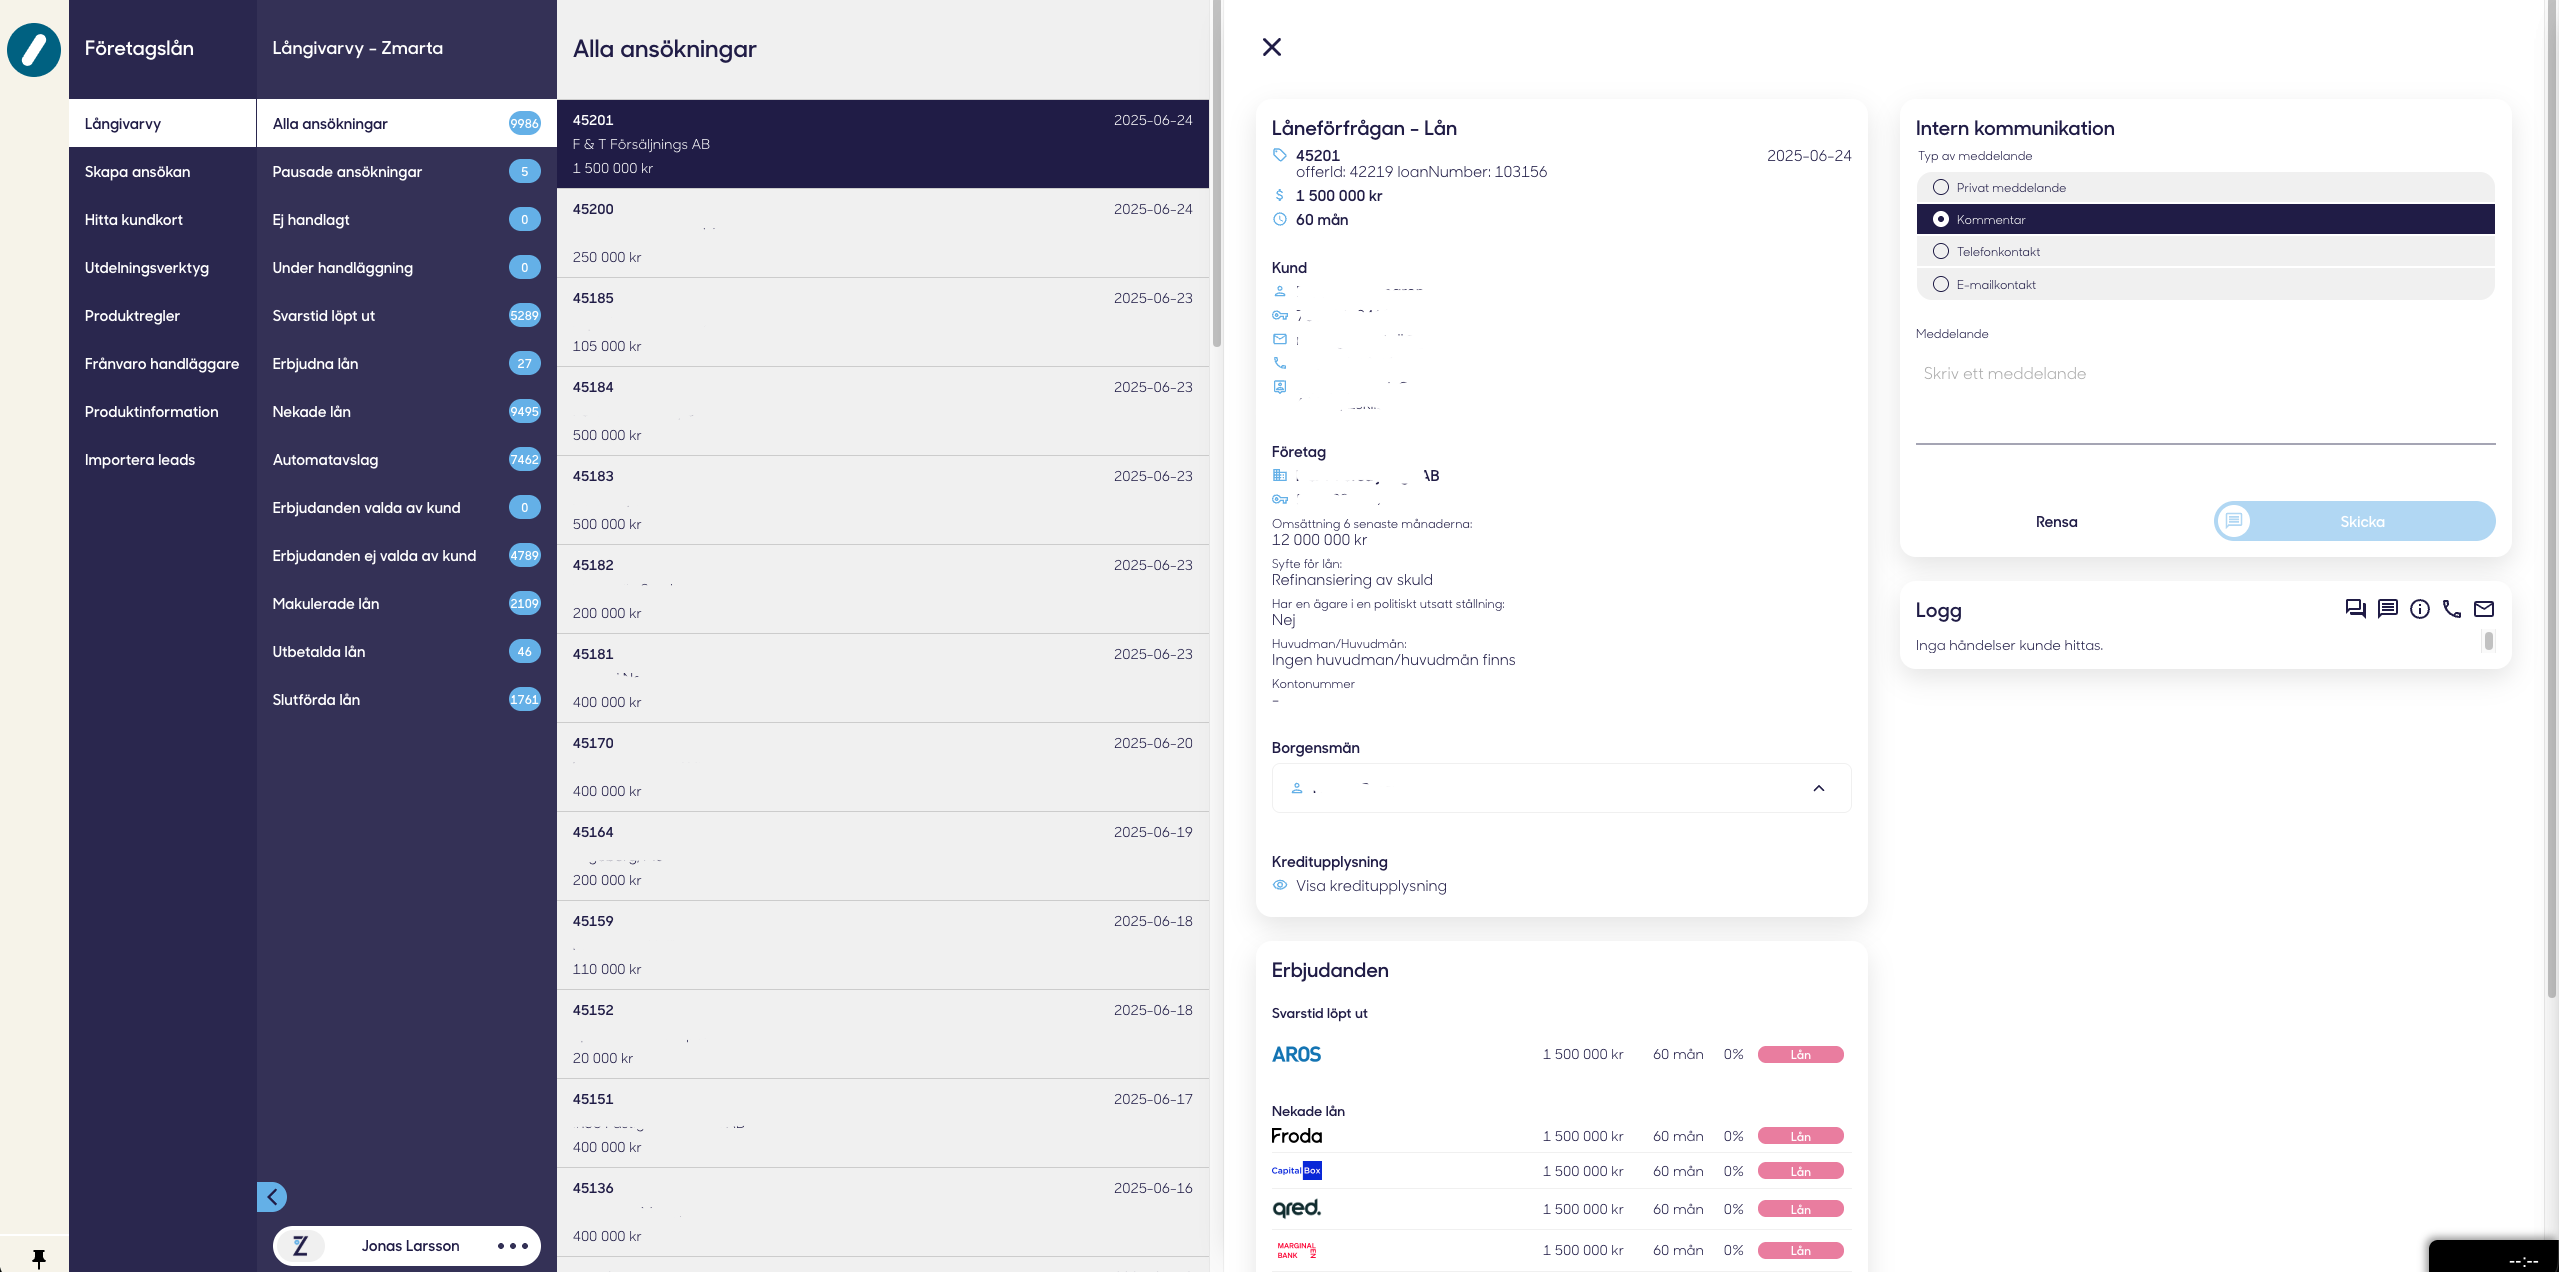 Företagslån
Långivarvy
Skapa ansökan
Hitta kundkort
Utdelningsverktyg
Produktregler
Frånvaro handläggare
Produktinformation
Importera leads
Långivarvy - Zmarta
Alla ansökningar 9986
Pausade ansökningar 5
Ej handlagt 0
Under handläggning 0
Svarstid löpt ut 5289
Erbjudna lån 27
Nekade lån 9495
Automatavslag 7462
Erbjudanden valda av kund 0
Erbjudanden ej valda av kund 4789
Makulerade lån 2109
Utbetalda lån 46
Slutförda lån 1761
Jonas Larsson
Alla ansökningar
45201 2025-06-24
F & T Försäljnings AB
1 500 000 kr
45200 2025-06-24
250 000 kr
45185 2025-06-23
105 000 kr
45184 2025-06-23
500 000 kr
45183 2025-06-23
500 000 kr
45182 2025-06-23
200 000 kr
45181 2025-06-23
400 000 kr
45170 2025-06-20
400 000 kr
45164 2025-06-19
200 000 kr
45159 2025-06-18
110 000 kr
45152 2025-06-18
20 000 kr
45151 2025-06-17
400 000 kr
45136 2025-06-16
400 000 kr
Låneförfrågan - Lån
45201 2025-06-24
offerId: 42219 loanNumber: 103156
1 500 000 kr
60 mån
Kund
Företag
AB
Omsättning 6 senaste månaderna:
12 000 000 kr
Syfte för lån:
Refinansiering av skuld
Har en ägare i en politiskt utsatt ställning:
Nej
Huvudman/Huvudmän:
Ingen huvudman/huvudmän finns
Kontonummer
-
Borgensmän
Kreditupplysning
Visa kreditupplysning
Erbjudanden
Svarstid löpt ut
AROS 1 500 000 kr 60 mån 0% Lån
Nekade lån
Froda 1 500 000 kr 60 mån 0% Lån
Capital Box 1 500 000 kr 60 mån 0% Lån
qred. 1 500 000 kr 60 mån 0% Lån
MARGINALEN BANK 1 500 000 kr 60 mån 0% Lån
Intern kommunikation
Typ av meddelande
Privat meddelande
Kommentar
Telefonkontakt
E-mailkontakt
Meddelande
Skriv ett meddelande
Rensa Skicka
Logg
Inga händelser kunde hittas.
--:--